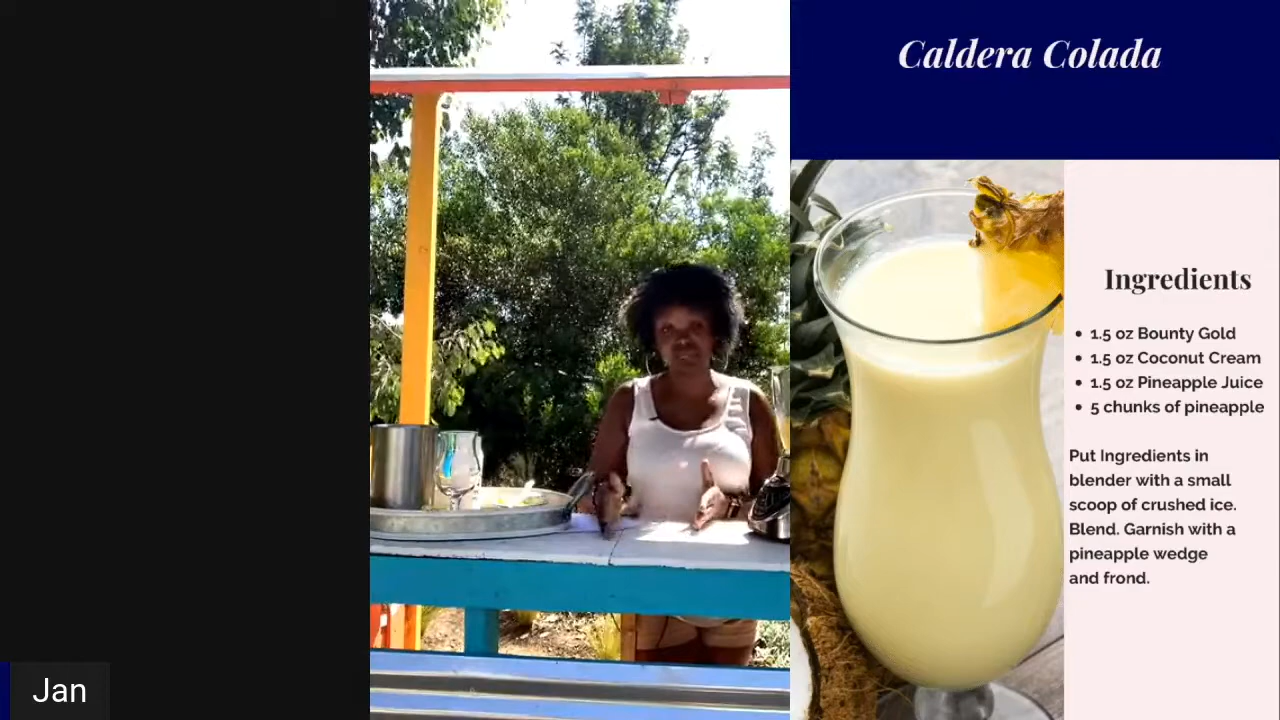 Caldera Colada
Ingredients
• 1.5 oz Bounty Gold
• 1.5 oz Coconut Cream
• 1.5 oz Pineapple Juice
• 5 chunks of pineapple
Put Ingredients in
blender with a small
scoop of crushed ice.
Blend. Garnish with a
pineapple wedge
and frond.
Jan